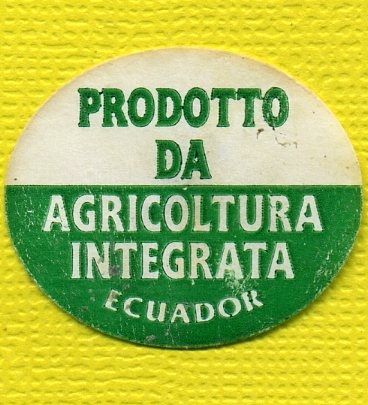 PRODOTTO
DA
AGRICOLTURA
INTEGRATA
ECUADOR